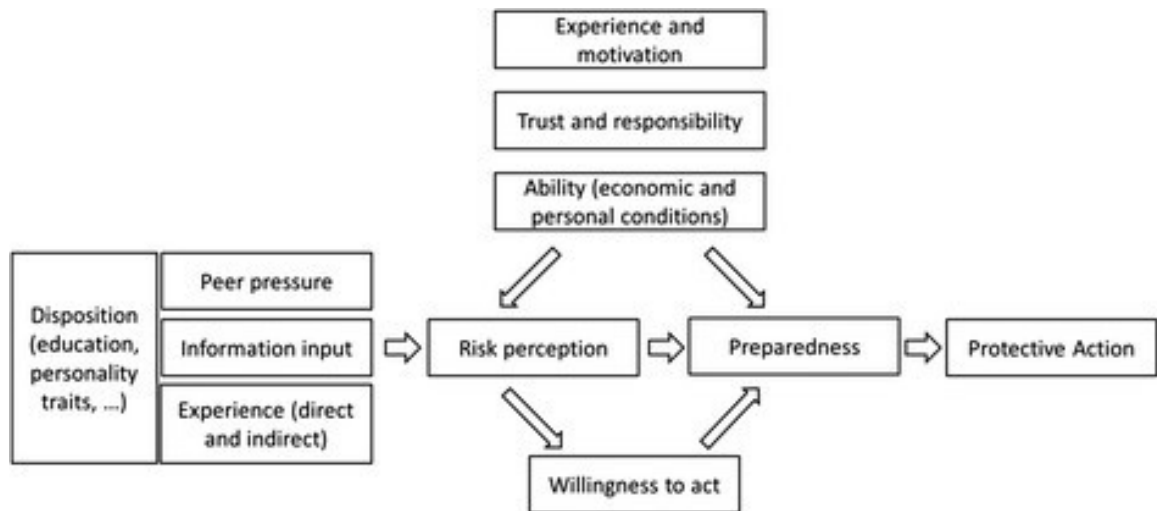 Experience and
motivation
Trust and responsibility
Ability (economic and
personal conditions)
Disposition
(education,
personality
traits, ...)
Peer pressure
Information input
Experience (direct
and indirect)
Risk perception
Preparedness
Protective Action
Willingness to act